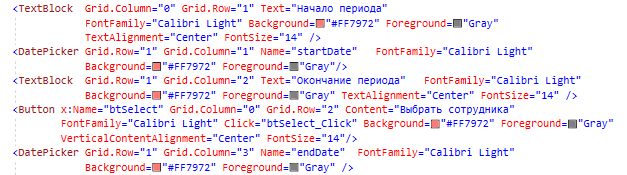 <TextBlock  Grid.Column="0" Grid.Row="1" Text="Начало периода"
FontFamily="Calibri Light" Background="#FF7972" Foreground="Gray"
TextAlignment="Center" FontSize="14" />
<DatePicker Grid.Row="1" Grid.Column="1" Name="startDate"   FontFamily="Calibri Light"
Background="#FF7972" Foreground="Gray"/>
<TextBlock  Grid.Row="1" Grid.Column="2" Text="Окончание периода"   FontFamily="Calibri Light"
Background="#FF7972" Foreground="Gray" TextAlignment="Center" FontSize="14" />
<Button x:Name="btSelect" Grid.Column="0" Grid.Row="2" Content="Выбрать сотрудника"
FontFamily="Calibri Light" Click="btSelect_Click" Background="#FF7972" Foreground="Gray"
VerticalContentAlignment="Center" FontSize="14"/>
<DatePicker Grid.Row="1" Grid.Column="3" Name="endDate"  FontFamily="Calibri Light"
Background="#FF7972" Foreground="Gray" />